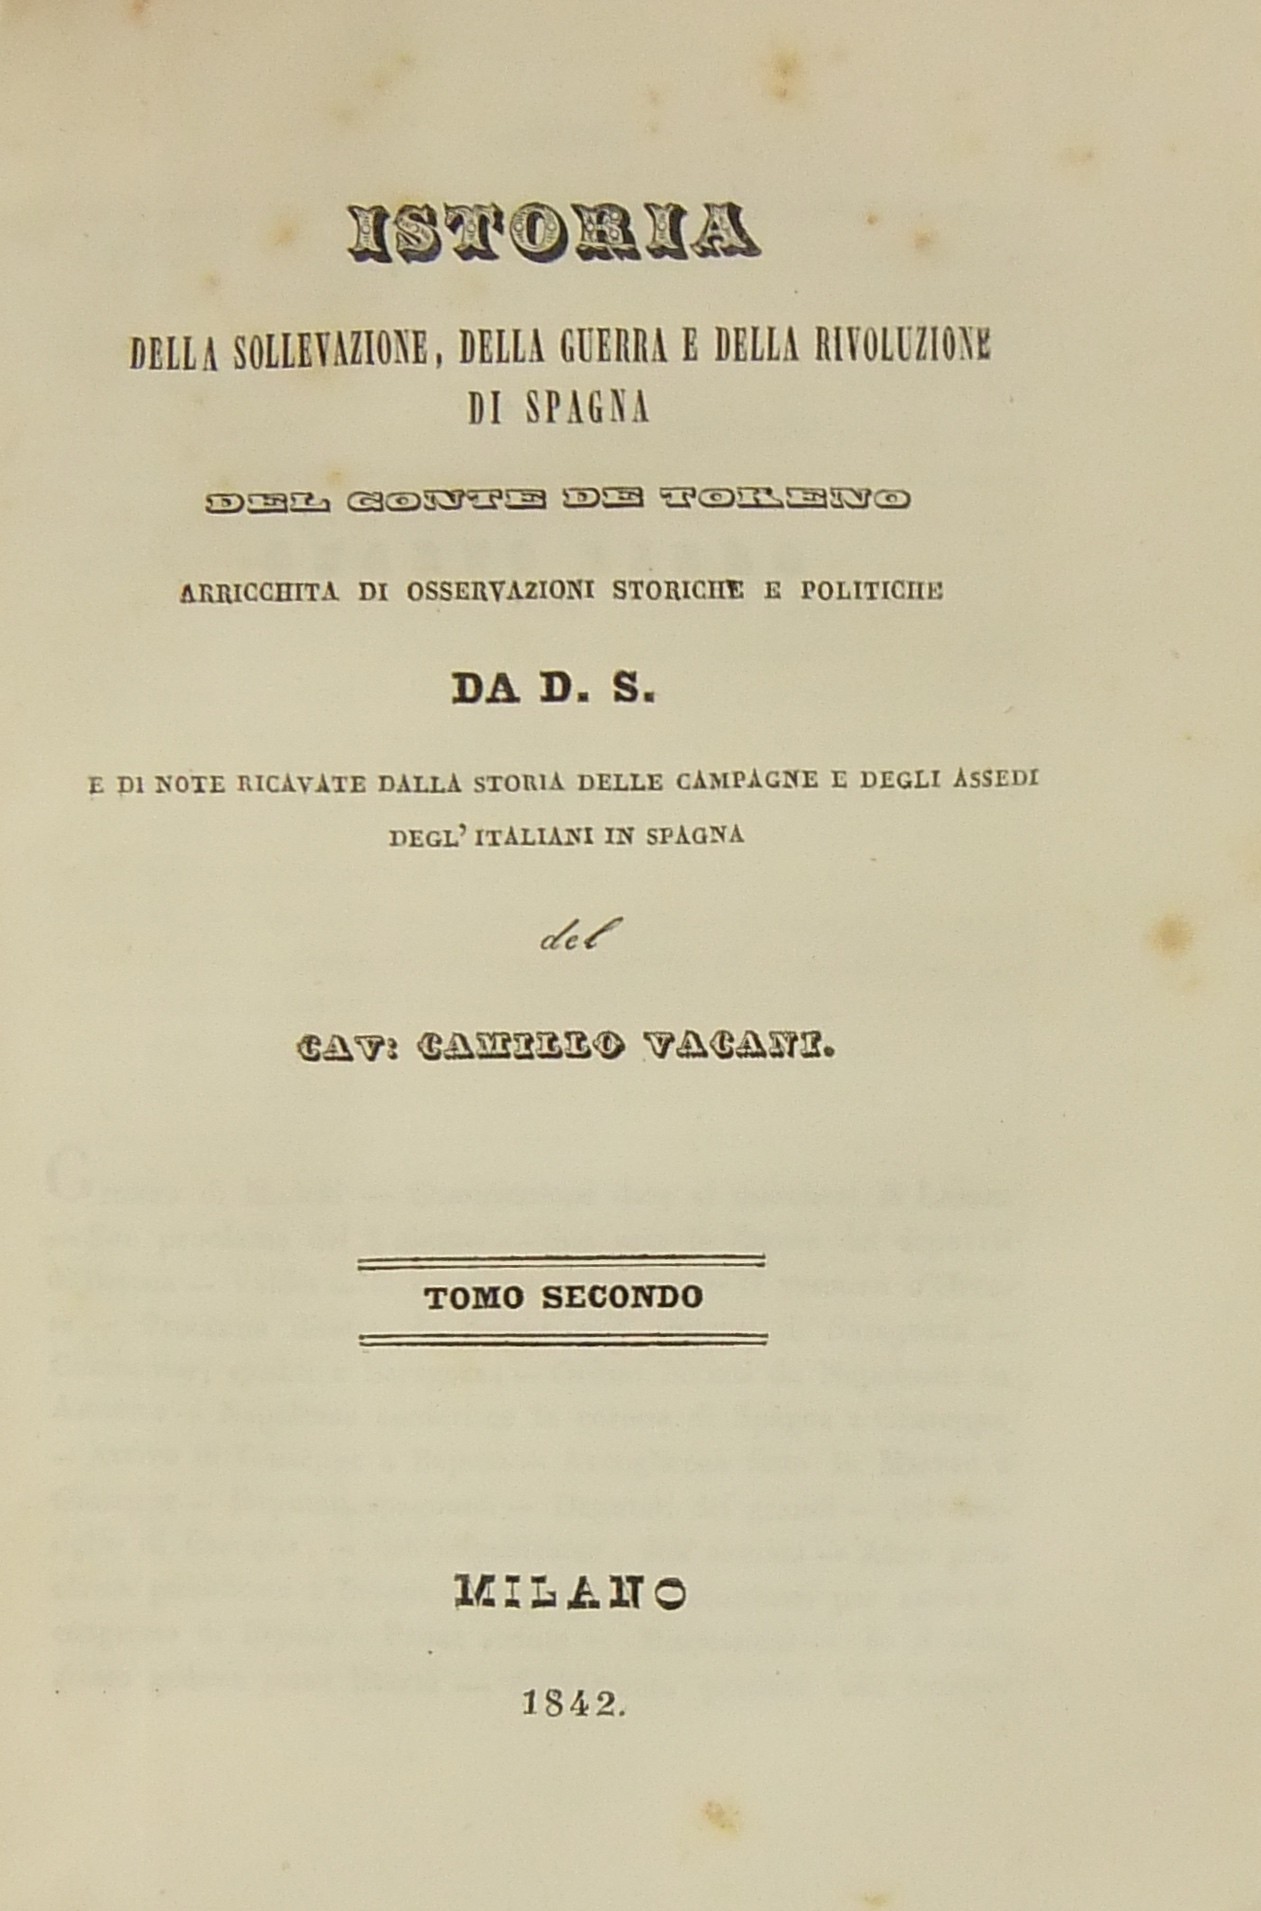 ISTORIA
DELLA SOLLEVAZIONE, DELLA GUERRA E DELLA RIVOLUZIONE
DI SPAGNA
DEL CONTE DE TORENO
ARRICCHITA DI OSSERVAZIONI STORICHE E POLITICHE
DA D. S.
E DI NOTE RICAVATE DALLA STORIA DELLE CAMPAGNE E DEGLI ASSEDI
DEGL' ITALIANI IN SPAGNA
del
CAV: CAMILLO VACANI.
TOMO SECONDO
MILANO
1842.